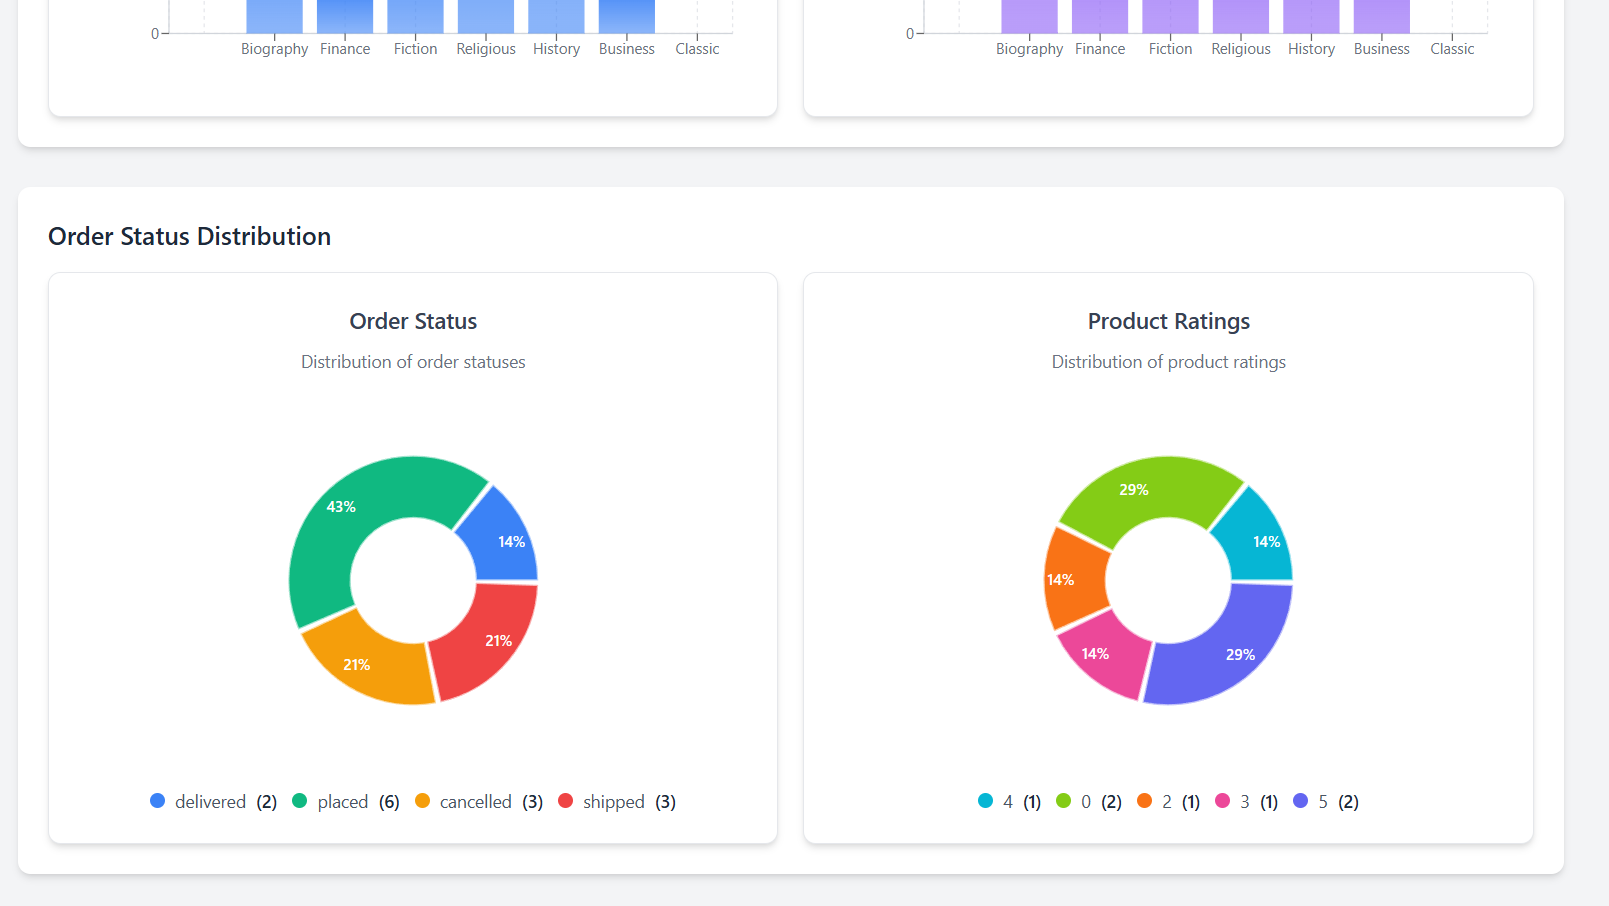 0
Biography Finance Fiction Religious History Business Classic
0
Biography Finance Fiction Religious History Business Classic
Order Status Distribution
Order Status
Distribution of order statuses
43%
14%
21%
21%
delivered (2) placed (6) cancelled (3) shipped (3)
Product Ratings
Distribution of product ratings
29%
14%
14%
14%
29%
4 (1) 0 (2) 2 (1) 3 (1) 5 (2)